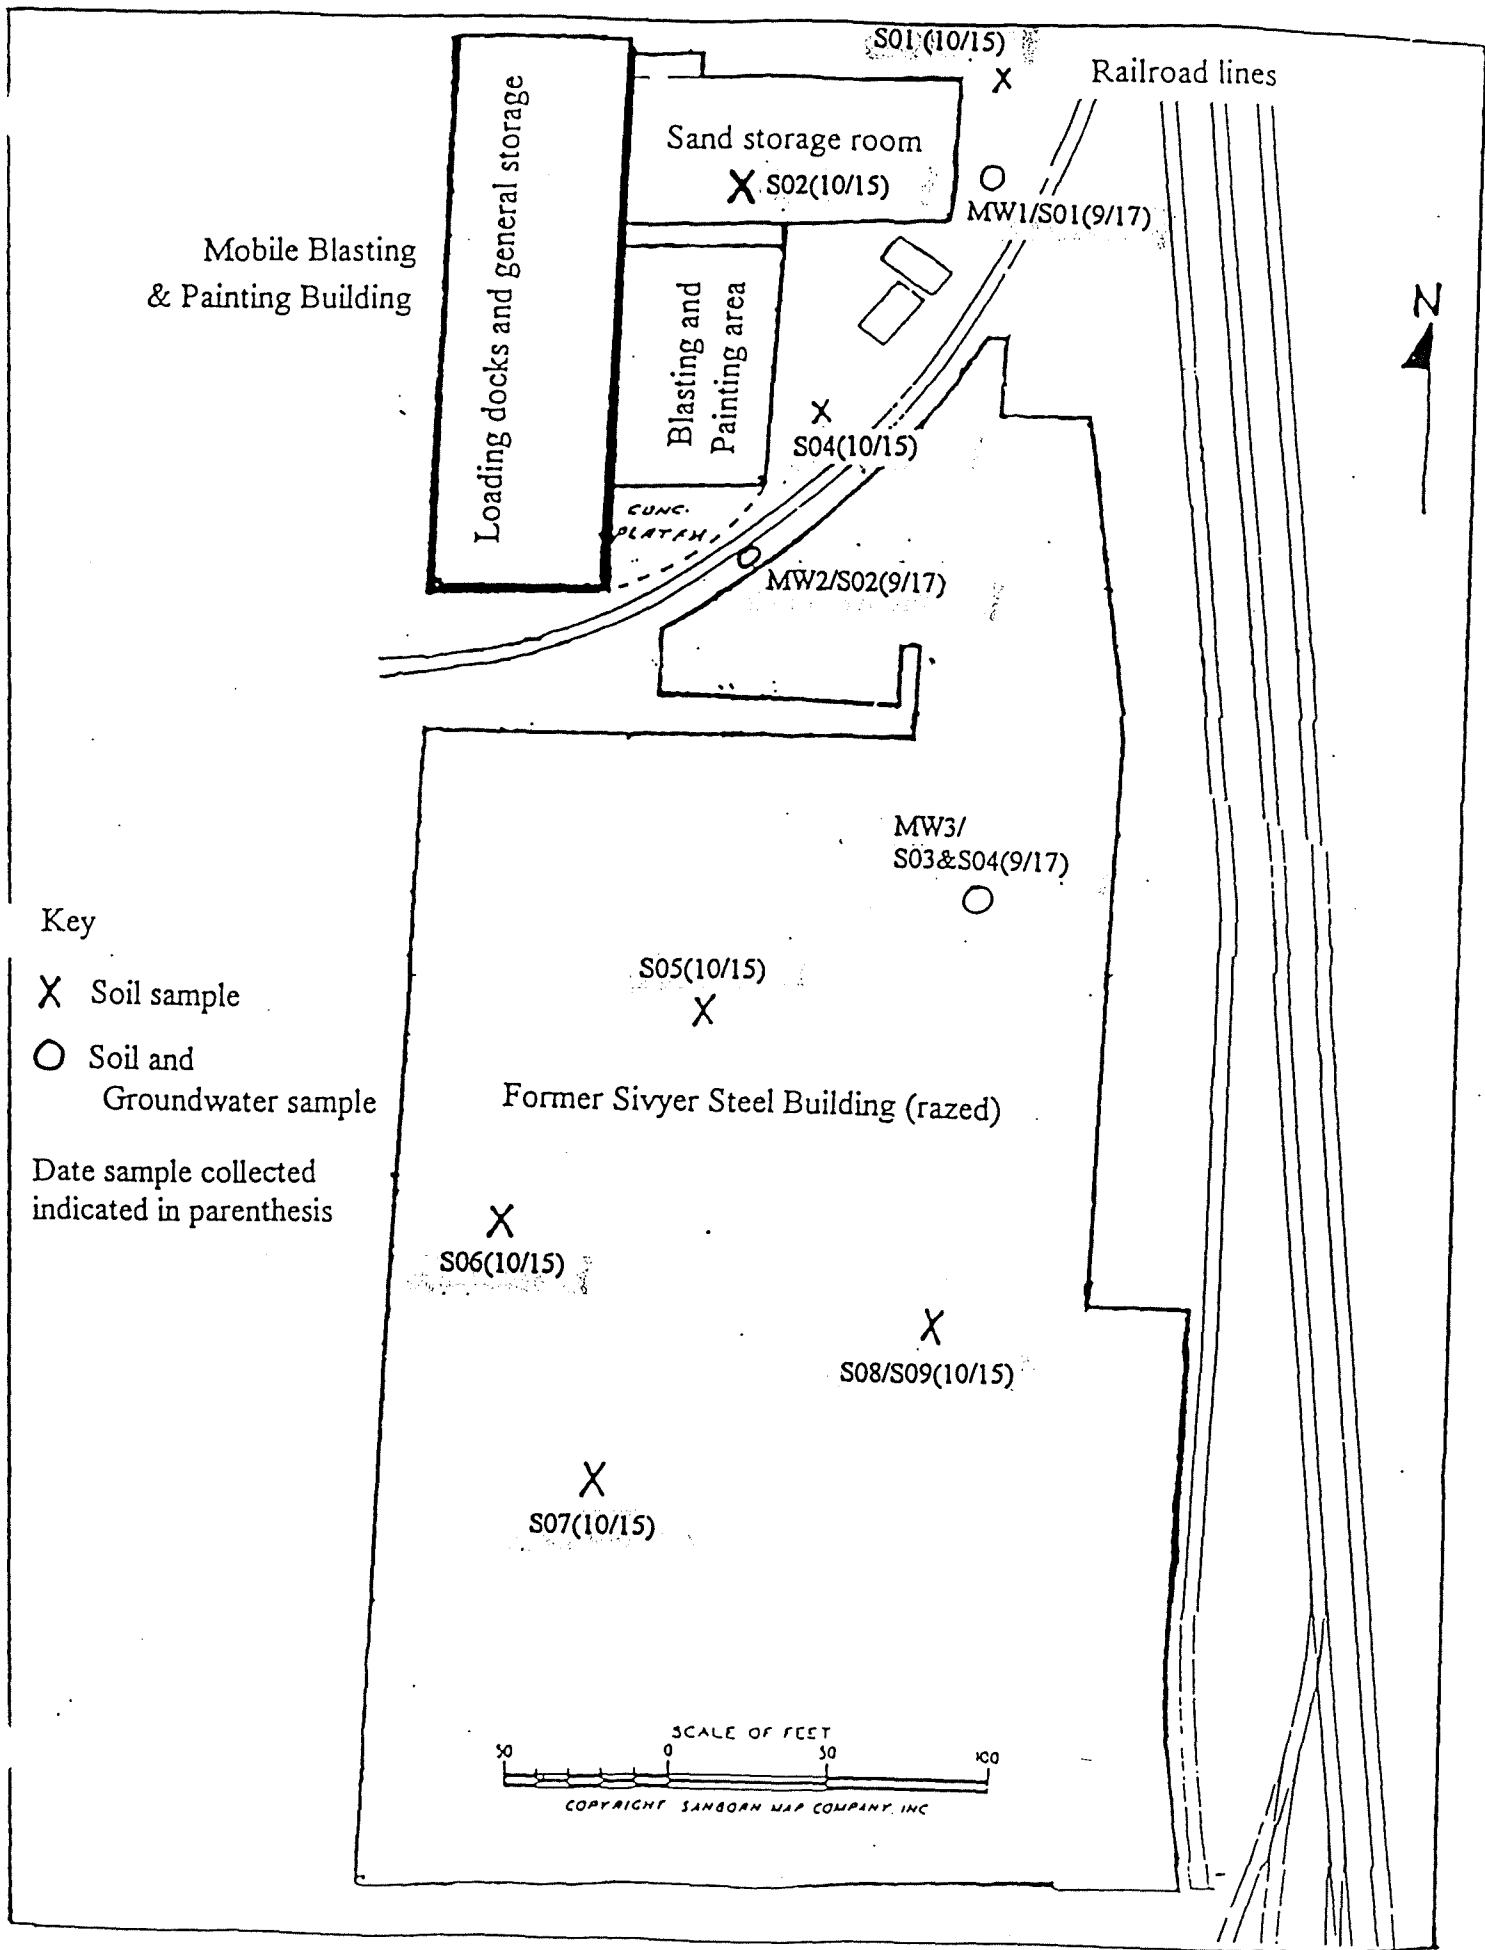 S01 (10/15)
X
Railroad lines
Sand storage room
X S02(10/15)
MW1/S01(9/17)
Mobile Blasting
& Painting Building
Loading docks and general storage
Blasting and
Painting area
N
X
S04(10/15)
CONC.
PLATFM
MW2/S02(9/17)
MW3/
S03&S04(9/17)
Key
X Soil sample
O Soil and
Groundwater sample
Date sample collected
indicated in parenthesis
S05(10/15)
X
Former Sivyer Steel Building (razed)
X
S06(10/15)
X
S08/S09(10/15)
X
S07(10/15)
SCALE OF FEET
50 0 50 100
COPYRIGHT SANBORN MAP COMPANY, INC